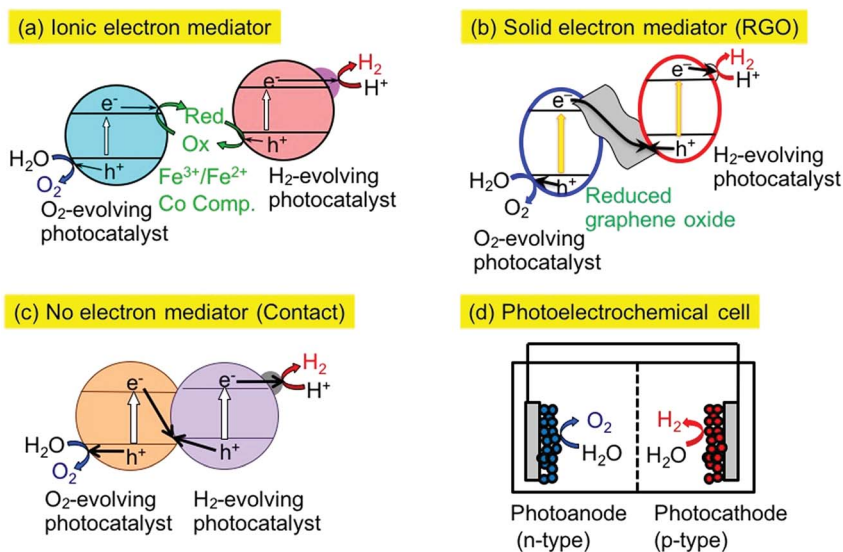 (a) Ionic electron mediator
e⁻
h⁺
H₂O
O₂
O₂-evolving
photocatalyst
Red
Ox
Fe³⁺/Fe²⁺
Co Comp.
e⁻
h⁺
H₂
H⁺
H₂-evolving
photocatalyst
(b) Solid electron mediator (RGO)
e⁻
h⁺
H₂O
O₂
O₂-evolving
photocatalyst
Reduced
graphene oxide
e⁻
h⁺
H₂
H⁺
H₂-evolving
photocatalyst
(c) No electron mediator (Contact)
e⁻
h⁺
H₂O
O₂
O₂-evolving
photocatalyst
e⁻
h⁺
H₂
H⁺
H₂-evolving
photocatalyst
(d) Photoelectrochemical cell
O₂
H₂O
H₂
H₂O
Photoanode
(n-type)
Photocathode
(p-type)